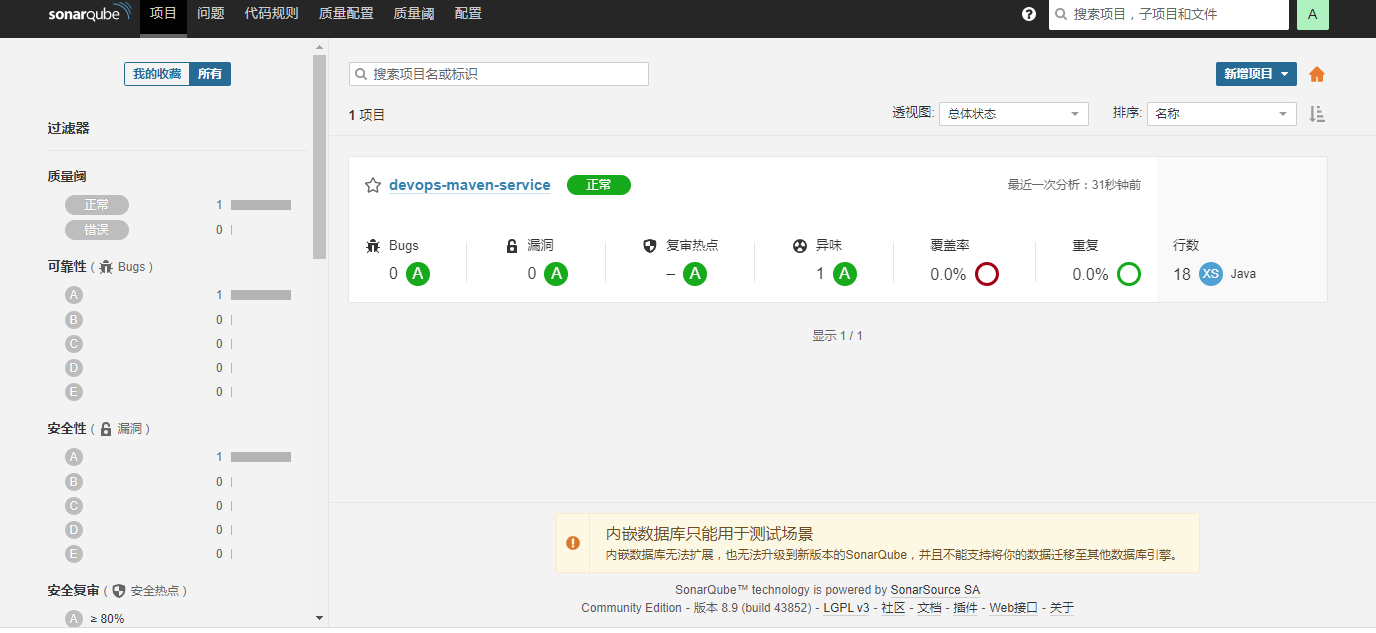 sonarqube 项目 问题 代码规则 质量配置 质量阈 配置 搜索项目，子项目和文件 A
我的收藏 所有
过滤器
质量阈
正常 1
错误 0
可靠性 ( Bugs )
A 1
B 0
C 0
D 0
E 0
安全性 ( 漏洞 )
A 1
B 0
C 0
D 0
E 0
安全复审 ( 安全热点 )
A ≥ 80%
搜索项目名或标识 新增项目
1 项目 透视图: 总体状态 排序: 名称
devops-maven-service 正常 最近一次分析：31秒钟前
Bugs 漏洞 复审热点 异味 覆盖率 重复 行数
0 A 0 A – A 1 A 0.0% 0.0% 18 XS Java
显示 1 / 1
内嵌数据库只能用于测试场景
内嵌数据库无法扩展，也无法升级到新版本的SonarQube，并且不能支持将你的数据迁移至其他数据库引擎。
SonarQube™ technology is powered by SonarSource SA
Community Edition - 版本 8.9 (build 43852) - LGPL v3 - 社区 - 文档 - 插件 - Web接口 - 关于